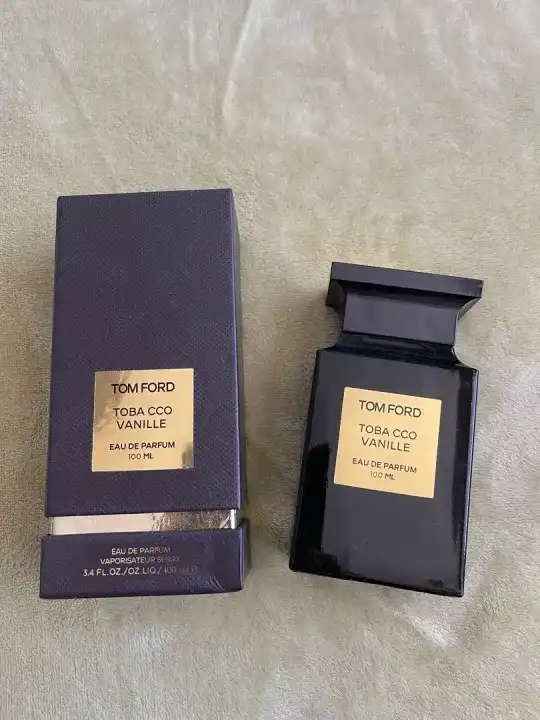 TOM FORD
TOBA CCO
VANILLE
EAU DE PARFUM
100 ML
EAU DE PARFUM
VAPORISATEUR SPRAY
3.4 FL.OZ./OZ.LIQ./ 100 mL e
TOM FORD
TOBA CCO
VANILLE
EAU DE PARFUM
100 ML